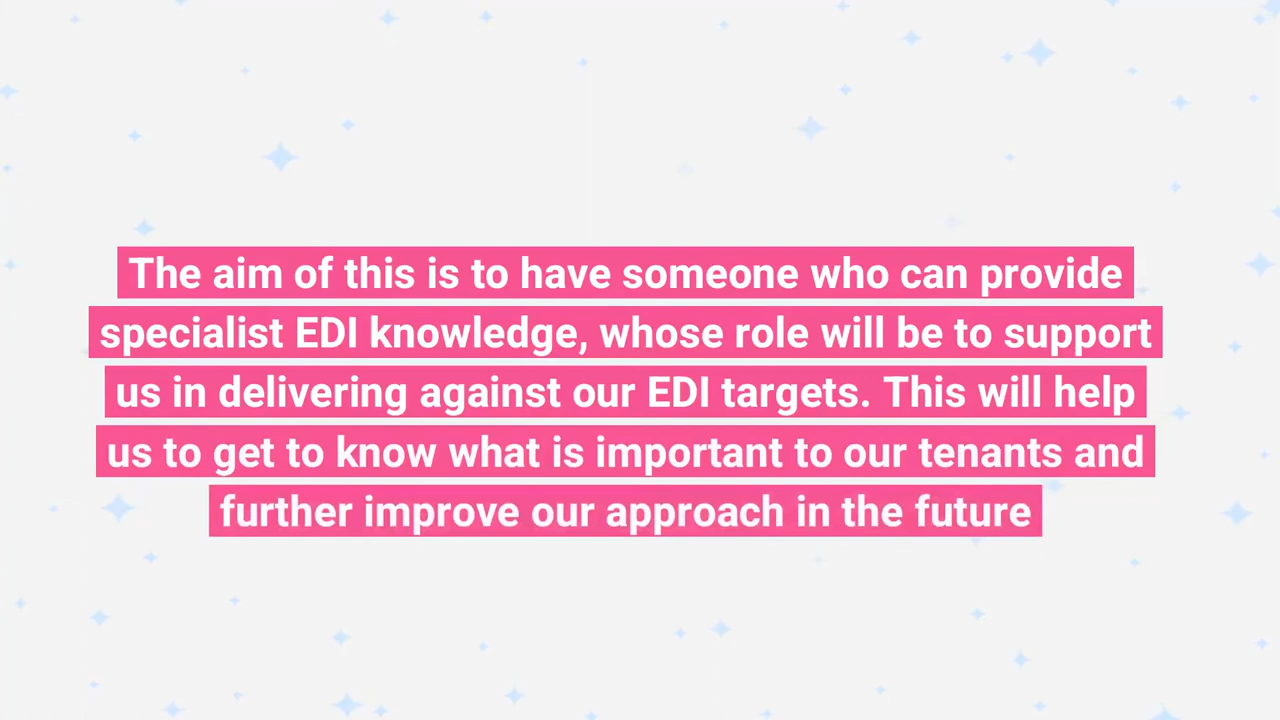 The aim of this is to have someone who can provide
specialist EDI knowledge, whose role will be to support
us in delivering against our EDI targets. This will help
us to get to know what is important to our tenants and
further improve our approach in the future